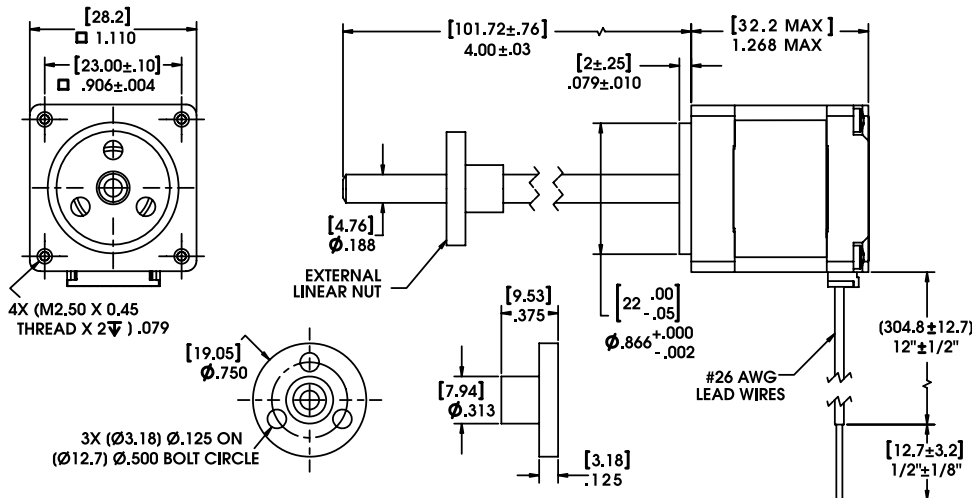 [28.2]
□ 1.110
[23.00±.10]
□ .906±.004
4X (M2.50 X 0.45
THREAD X 2↧ ) .079
[101.72±.76]
4.00±.03
[32.2 MAX ]
1.268 MAX
[2±.25]
.079±.010
[4.76]
Ø.188
EXTERNAL
LINEAR NUT
[22 .00
-.05]
Ø.866+.000
-.002
(304.8±12.7)
12"±1/2"
#26 AWG
LEAD WIRES
[12.7±3.2]
1/2"±1/8"
[19.05]
Ø.750
3X (Ø3.18) Ø.125 ON
(Ø12.7) Ø.500 BOLT CIRCLE
[9.53]
.375
[7.94]
Ø.313
[3.18]
.125